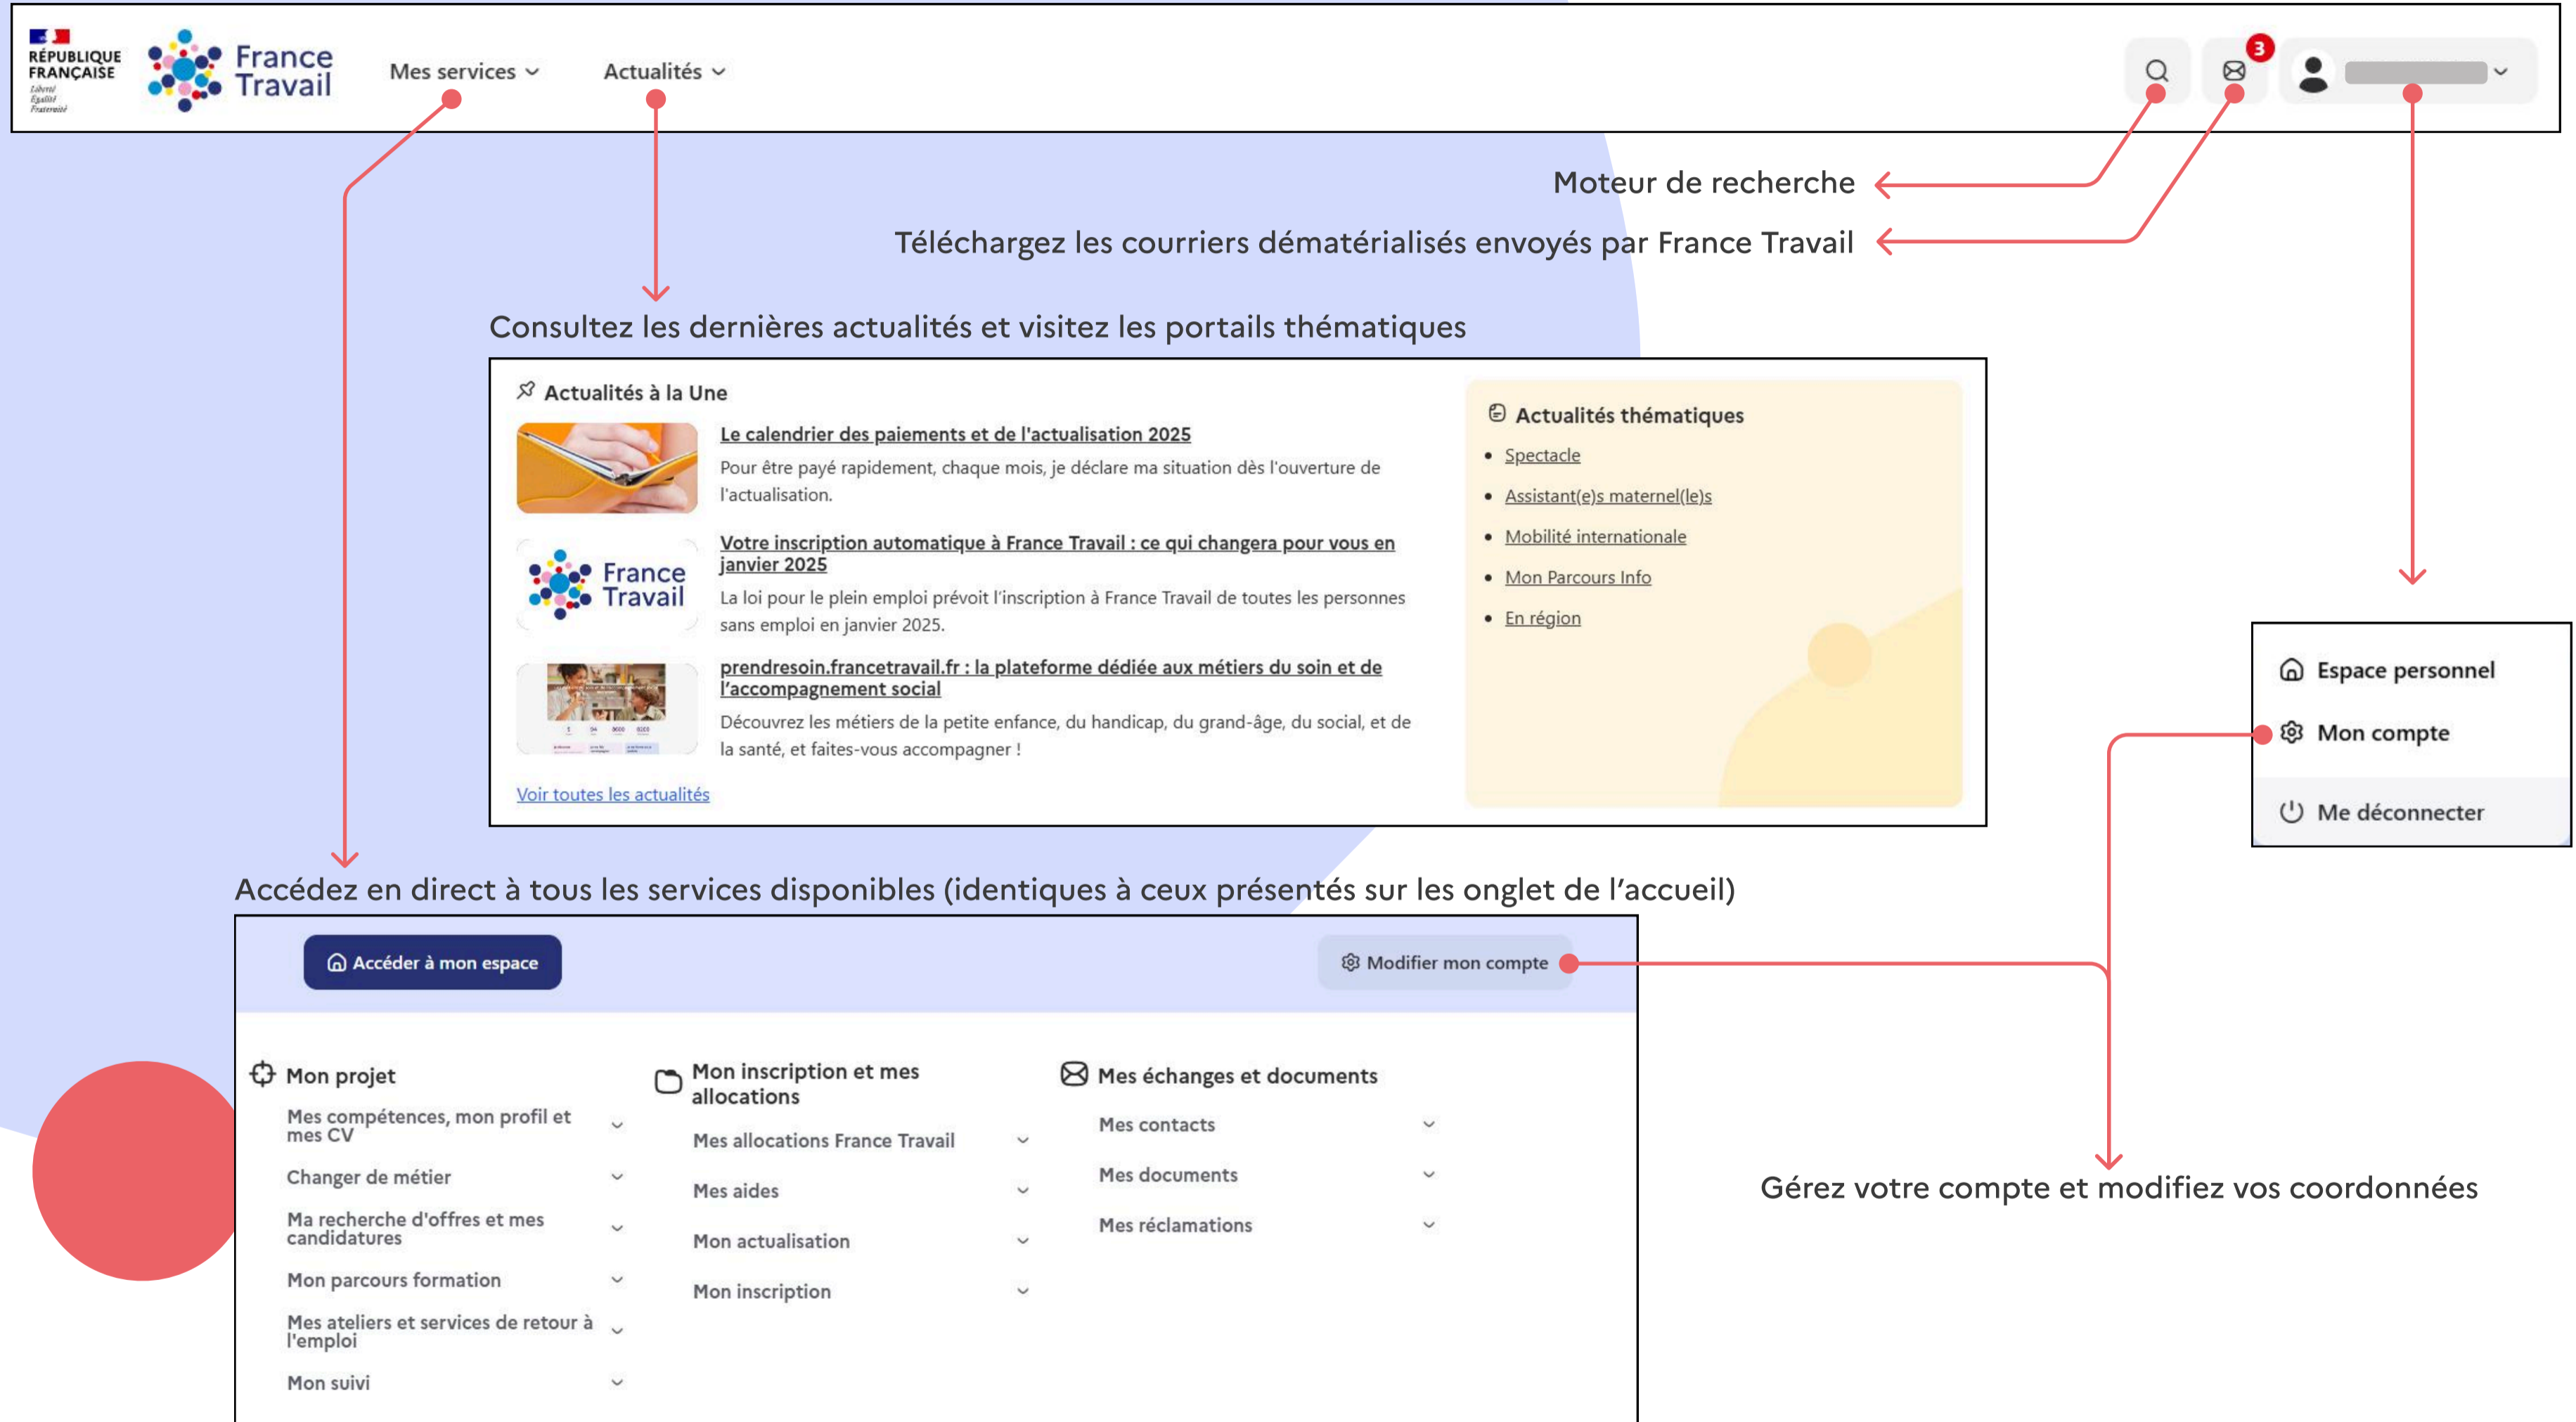 RÉPUBLIQUE
FRANÇAISE
Liberté
Égalité
Fraternité
France
Travail
Mes services
Actualités
3
Moteur de recherche
Téléchargez les courriers dématérialisés envoyés par France Travail
Consultez les dernières actualités et visitez les portails thématiques
Actualités à la Une
Le calendrier des paiements et de l'actualisation 2025
Pour être payé rapidement, chaque mois, je déclare ma situation dès l'ouverture de
l'actualisation.
France
Travail
Votre inscription automatique à France Travail : ce qui changera pour vous en
janvier 2025
La loi pour le plein emploi prévoit l'inscription à France Travail de toutes les personnes
sans emploi en janvier 2025.
prendresoin.francetravail.fr : la plateforme dédiée aux métiers du soin et de
l'accompagnement social
Découvrez les métiers de la petite enfance, du handicap, du grand-âge, du social, et de
la santé, et faites-vous accompagner !
Voir toutes les actualités
Actualités thématiques
• Spectacle
• Assistant(e)s maternel(le)s
• Mobilité internationale
• Mon Parcours Info
• En région
Espace personnel
Mon compte
Me déconnecter
Accédez en direct à tous les services disponibles (identiques à ceux présentés sur les onglet de l'accueil)
Accéder à mon espace
Modifier mon compte
Mon projet
Mes compétences, mon profil et
mes CV
Changer de métier
Ma recherche d'offres et mes
candidatures
Mon parcours formation
Mes ateliers et services de retour à
l'emploi
Mon suivi
Mon inscription et mes
allocations
Mes allocations France Travail
Mes aides
Mon actualisation
Mon inscription
Mes échanges et documents
Mes contacts
Mes documents
Mes réclamations
Gérez votre compte et modifiez vos coordonnées